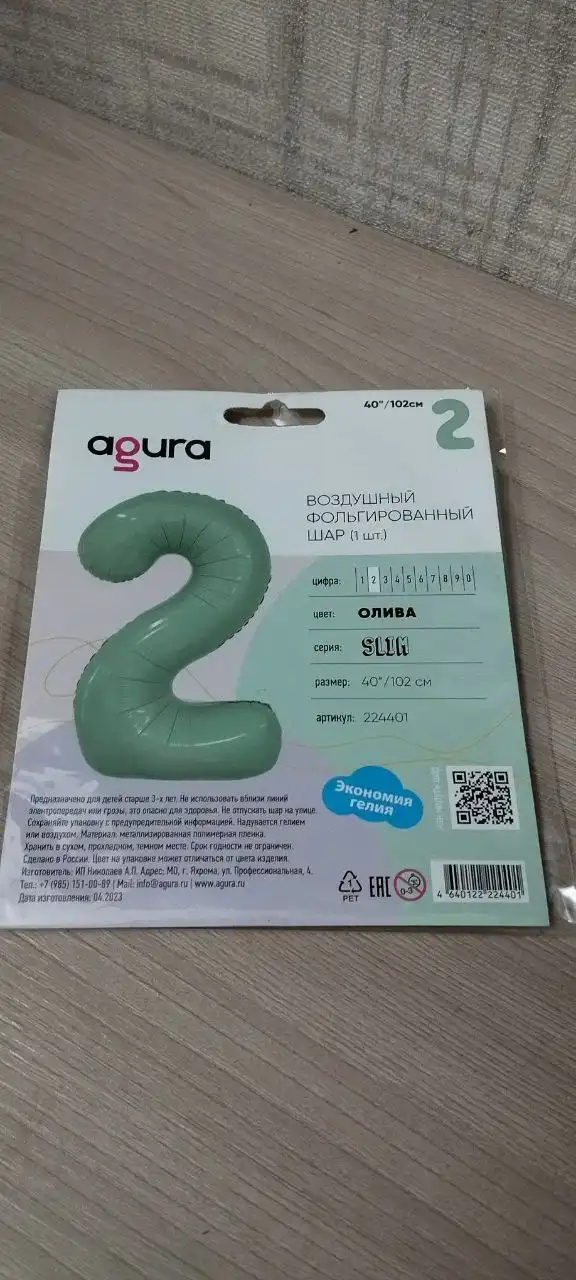 40"/102см
agura
ВОЗДУШНЫЙ
ФОЛЬГИРОВАННЫЙ
ШАР (1 шт.)
цифра: 1 2 3 4 5 6 7 8 9 0
цвет: ОЛИВА
серия: SLIM
размер: 40"/102 см
артикул: 224401
Экономия
гелия
Предназначено для детей старше 3-х лет. Не использовать вблизи линий
электропередач или грозы, это опасно для здоровья. Не отпускать шар на улице.
Сохраняйте упаковку с предупредительной информацией. Надувается гелием
или воздухом. Материал: металлизированная полимерная пленка.
Хранить в сухом, прохладном, темном месте. Срок годности не ограничен.
Сделано в России. Цвет на упаковке может отличаться от цвета изделия.
Изготовитель: ИП Николаев А.П. Адрес: МО, г. Яхрома, ул. Профессиональная, 4.
Тел.: +7 (985) 151-00-89 | Mail: info@agura.ru | www.agura.ru
Дата изготовления: 04.2023
1
PET
EAC
0-3
4 640122 224401